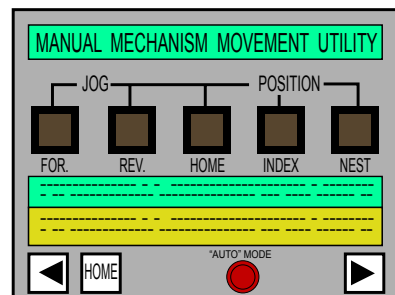 MANUAL MECHANISM MOVEMENT UTILITY
JOG POSITION
FOR. REV. HOME INDEX NEST
"AUTO" MODE
HOME